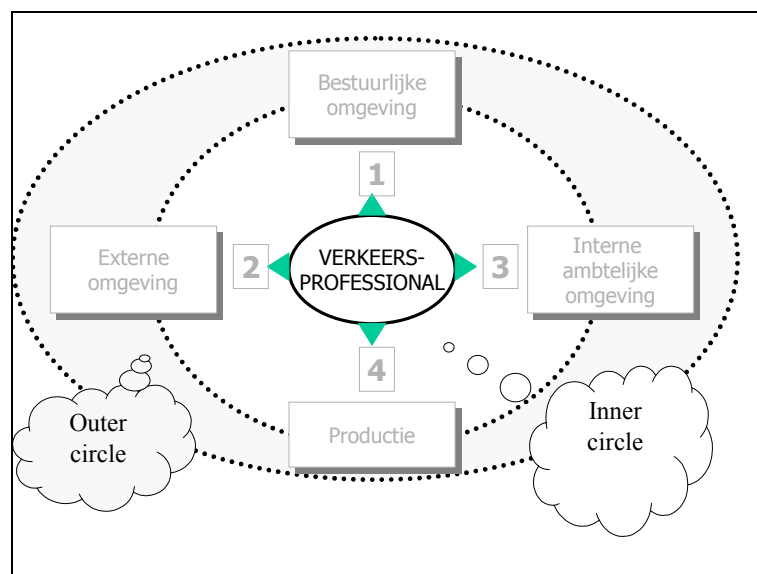 Bestuurlijke
omgeving
1
Externe
omgeving
2
VERKEERS-
PROFESSIONAL
3
Interne
ambtelijke
omgeving
4
Productie
Outer
circle
Inner
circle